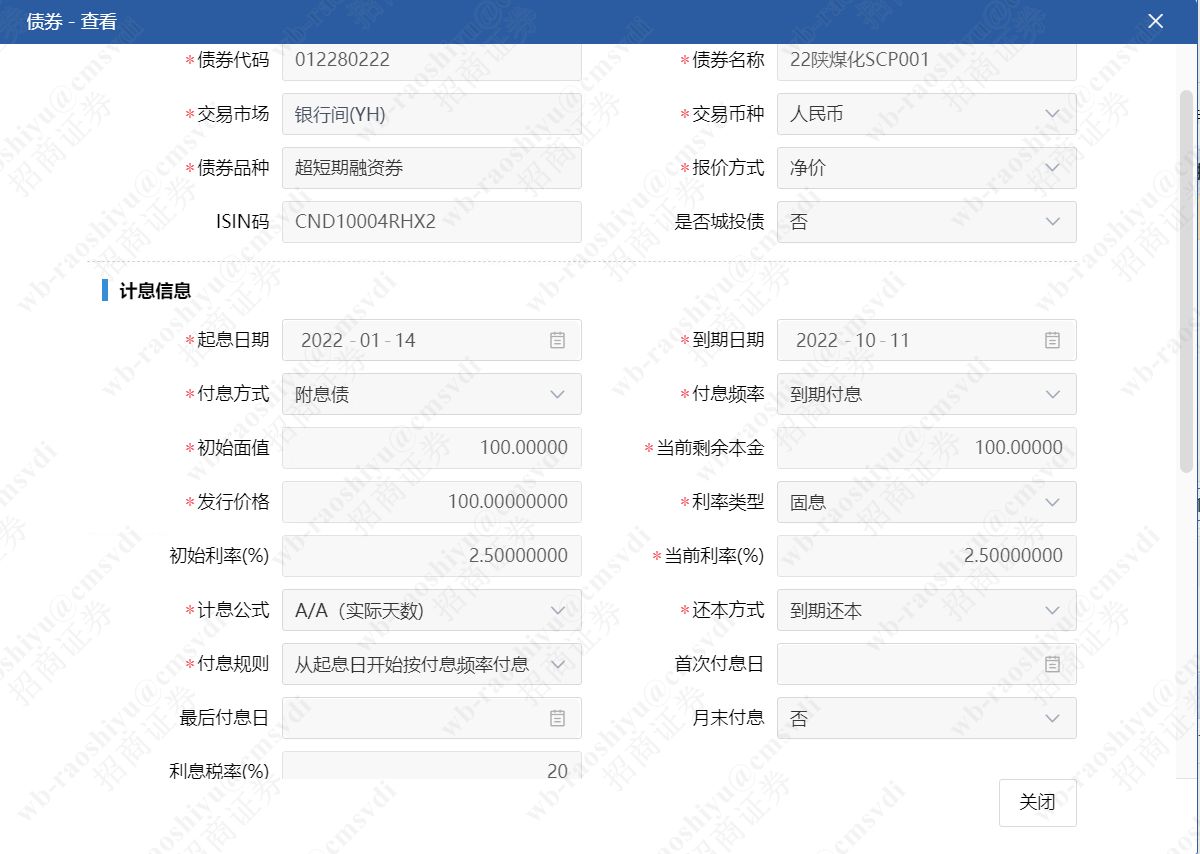 债券 - 查看
*债券代码 012280222 *债券名称 22陕煤化SCP001
*交易市场 银行间(YH) *交易币种 人民币
*债券品种 超短期融资券 *报价方式 净价
ISIN码 CND10004RHX2 是否城投债 否
计息信息
*起息日期 2022 - 01 - 14 *到期日期 2022 - 10 - 11
*付息方式 附息债 *付息频率 到期付息
*初始面值 100.00000 *当前剩余本金 100.00000
*发行价格 100.00000000 *利率类型 固息
初始利率(%) 2.50000000 *当前利率(%) 2.50000000
*计息公式 A/A（实际天数) *还本方式 到期还本
*付息规则 从起息日开始按付息频率付息 首次付息日
最后付息日 月末付息 否
利息税率(%) 20
关闭
wb-raoshiyu@cmsvdi
招商证券